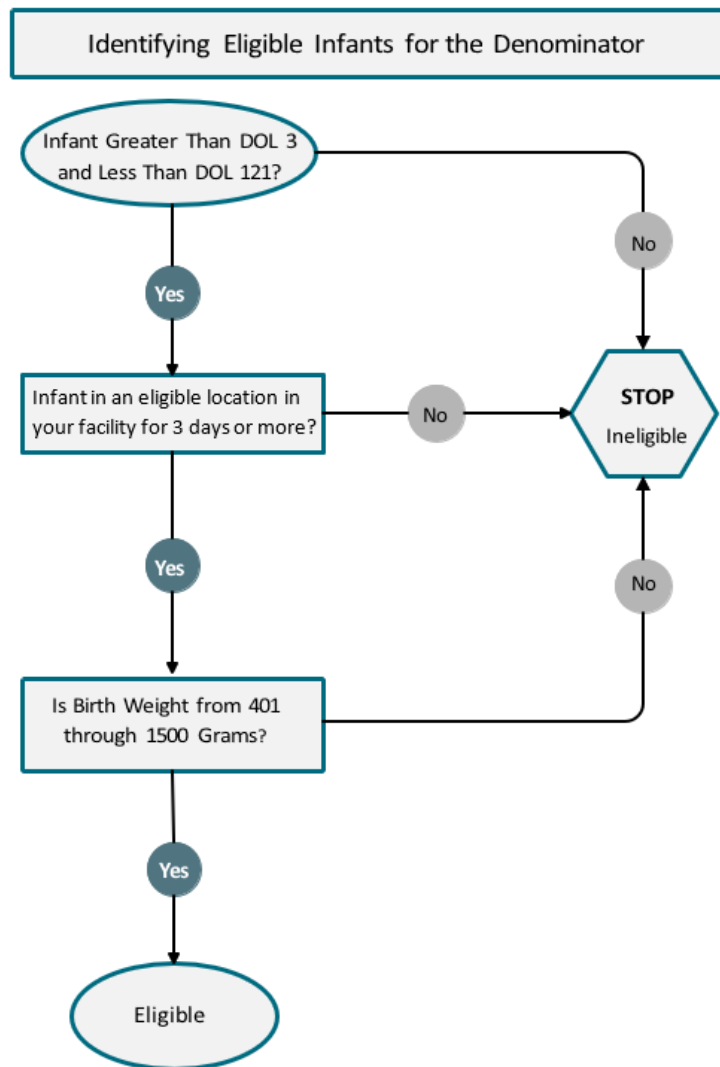 Identifying Eligible Infants for the Denominator
Infant Greater Than DOL 3
and Less Than DOL 121?
No
Yes
Infant in an eligible location in
your facility for 3 days or more?
No
STOP
Ineligible
Yes
No
Is Birth Weight from 401
through 1500 Grams?
Yes
Eligible